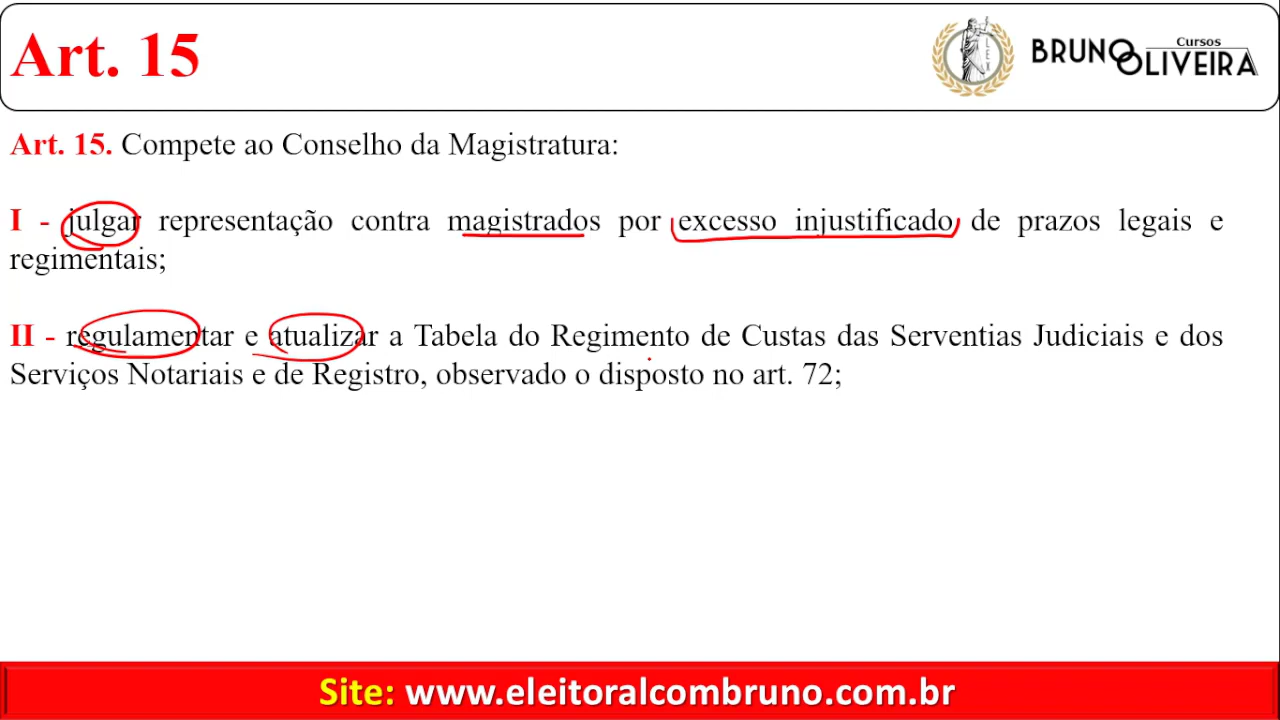 Art. 15
Cursos
BRUNO
OLIVEIRA
LEX
Art. 15. Compete ao Conselho da Magistratura:
I - julgar representação contra magistrados por excesso injustificado de prazos legais e
regimentais;
II - regulamentar e atualizar a Tabela do Regimento de Custas das Serventias Judiciais e dos
Serviços Notariais e de Registro, observado o disposto no art. 72;
Site: www.eleitoralcombruno.com.br